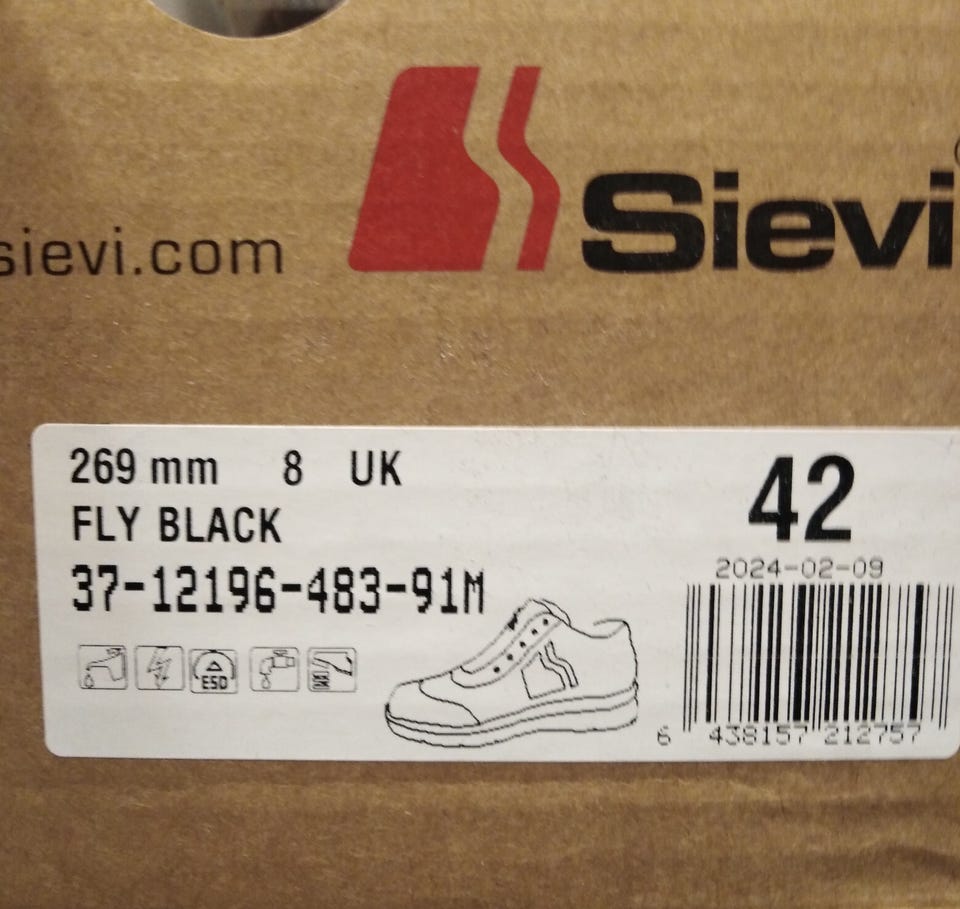 Sievi
sievi.com
269 mm 8 UK
42
FLY BLACK
2024-02-09
37-12196-483-91M
ESD
6 438157 212757